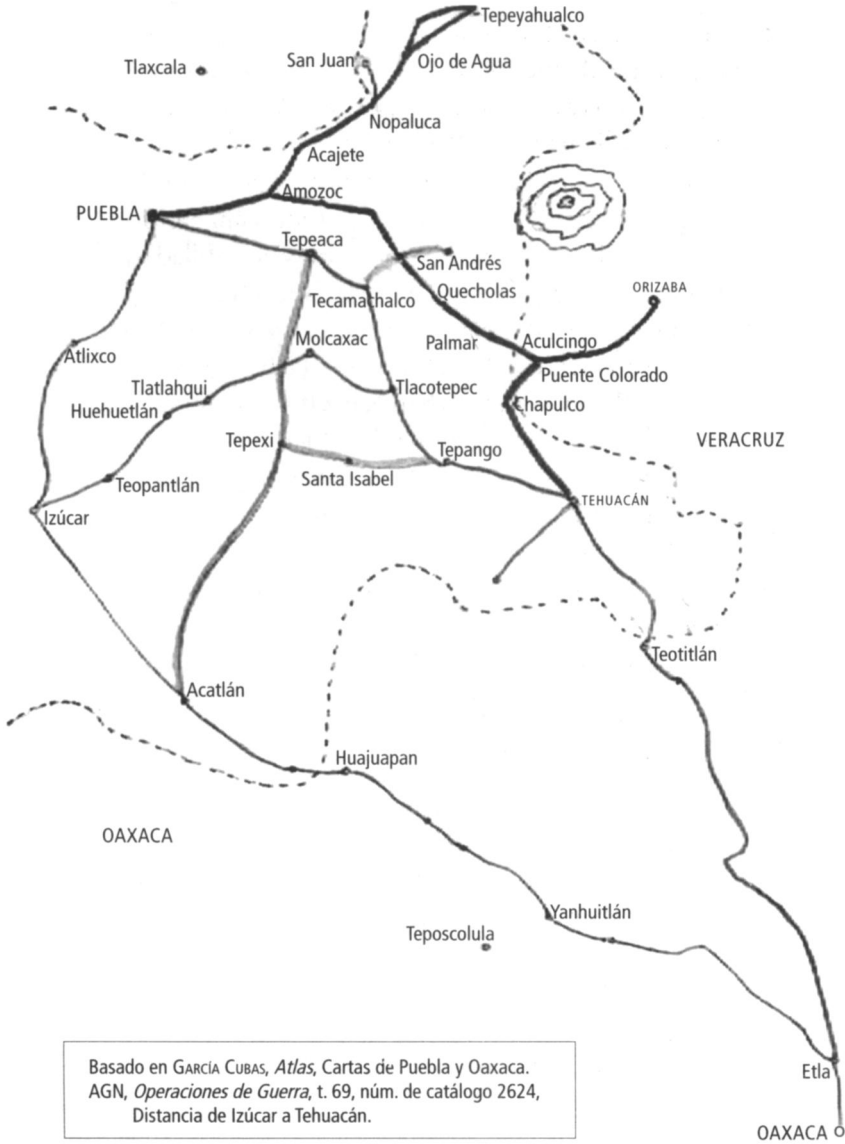 Tepeyahualco
Tlaxcala
San Juan
Ojo de Agua
Nopaluca
Acajete
Amozoc
PUEBLA
Tepeaca
San Andrés
Tecamachalco
Quecholas
ORIZABA
Atlixco
Molcaxac
Palmar
Aculcingo
Puente Colorado
Tlatlahqui
Tlacotepec
Huehuetlán
Chapulco
Tepexi
Tepango
VERACRUZ
Teopantlán
Santa Isabel
TEHUACÁN
Izúcar
Teotitlán
Acatlán
Huajuapan
OAXACA
Yanhuitlán
Teposcolula
Basado en GARCÍA CUBAS, Atlas, Cartas de Puebla y Oaxaca.
AGN, Operaciones de Guerra, t. 69, núm. de catálogo 2624,
Distancia de Izúcar a Tehuacán.
Etla
OAXACA